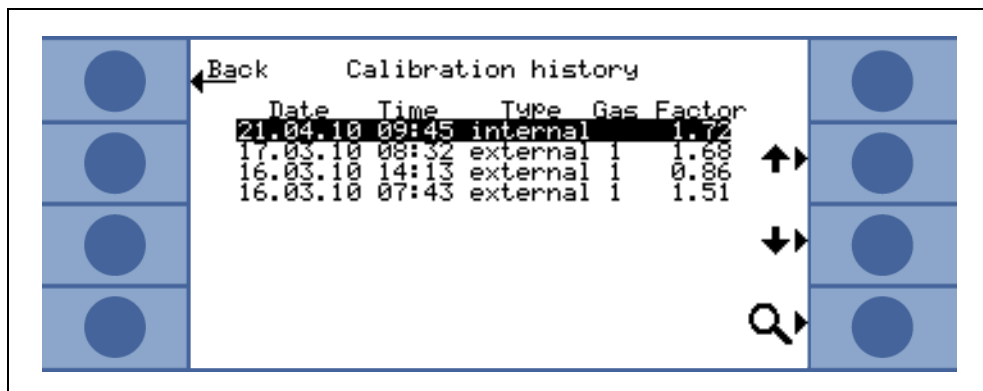 Back Calibration history
Date Time Type Gas Factor
21.04.10 09:45 internal 1.72
17.03.10 08:32 external 1 1.68
16.03.10 14:13 external 1 0.86
16.03.10 07:43 external 1 1.51